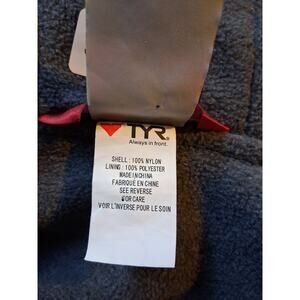 TYR®
Always in front.
SHELL: 100% NYLON
LINING: 100% POLYESTER
MADE IN CHINA
FABRIQUÉ EN CHINE
SEE REVERSE
FOR CARE
VOIR L'INVERSE POUR LE SOIN